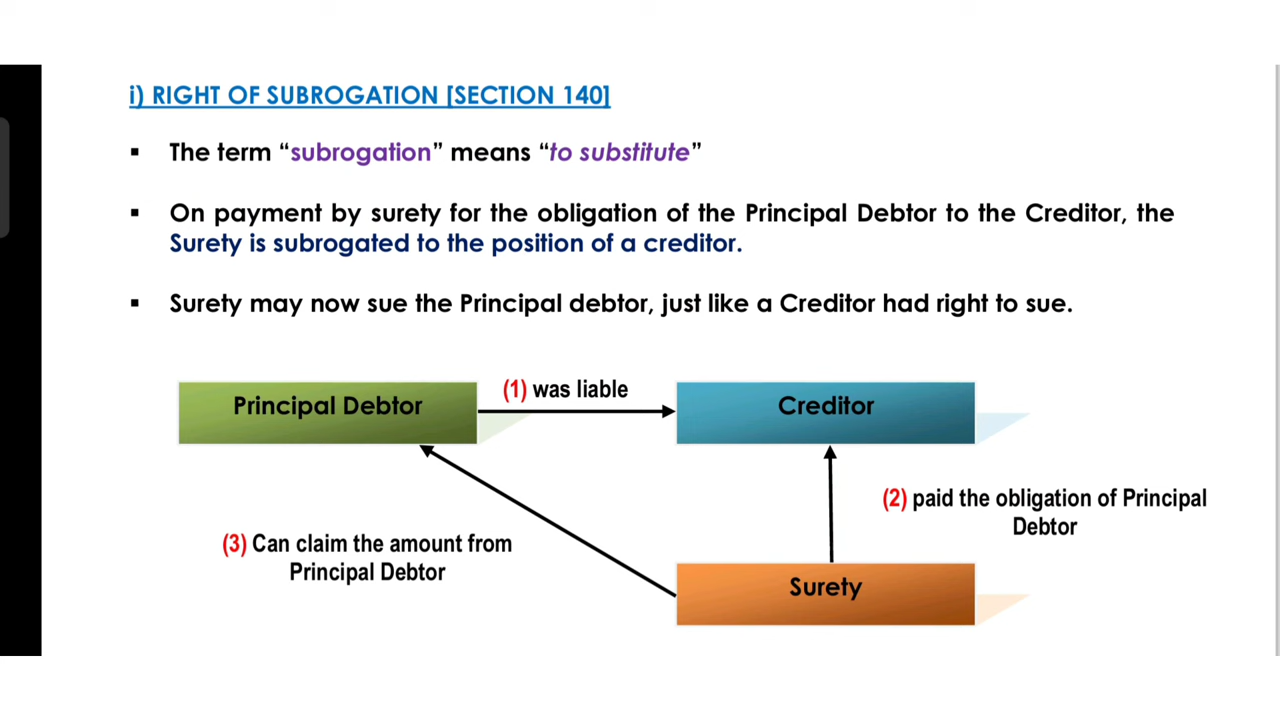 i) RIGHT OF SUBROGATION [SECTION 140]
▪ The term “subrogation” means “to substitute”
▪ On payment by surety for the obligation of the Principal Debtor to the Creditor, the
Surety is subrogated to the position of a creditor.
▪ Surety may now sue the Principal debtor, just like a Creditor had right to sue.
Principal Debtor
(1) was liable
Creditor
(2) paid the obligation of Principal
Debtor
(3) Can claim the amount from
Principal Debtor
Surety